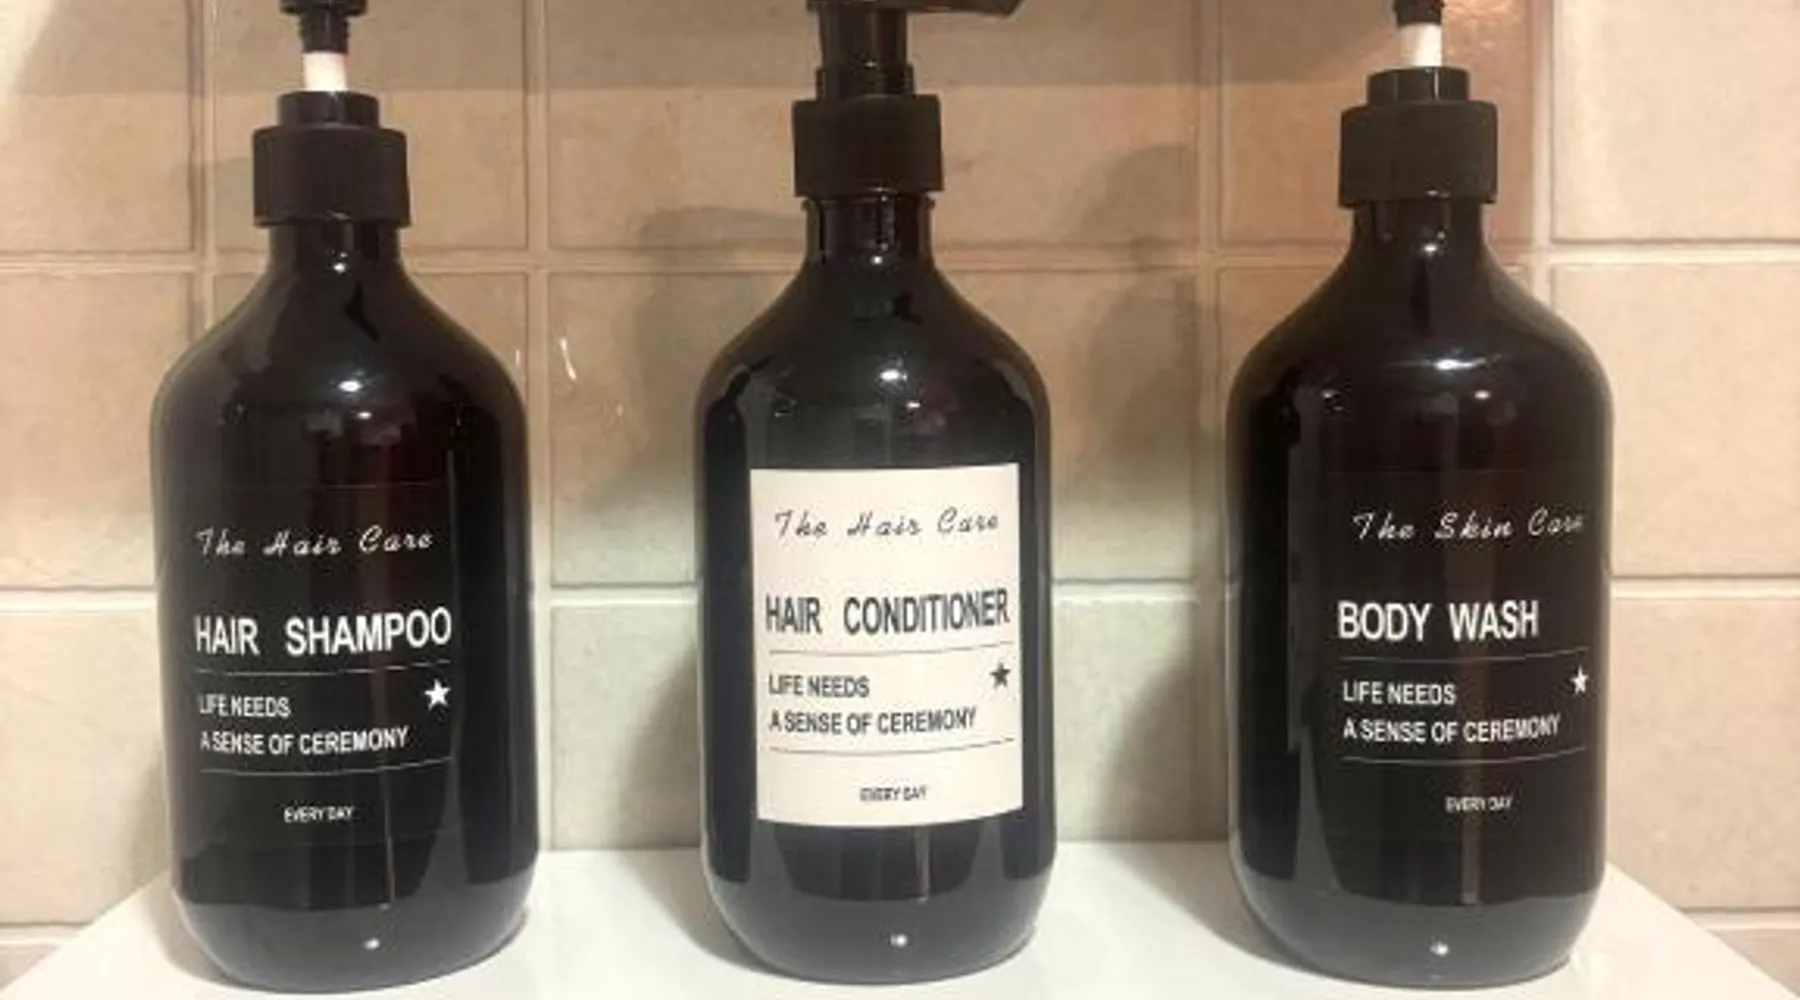 The Hair Care
HAIR SHAMPOO
LIFE NEEDS
A SENSE OF CEREMONY
EVERY DAY
The Hair Care
HAIR CONDITIONER
LIFE NEEDS
A SENSE OF CEREMONY
EVERY DAY
The Skin Care
BODY WASH
LIFE NEEDS
A SENSE OF CEREMONY
EVERY DAY